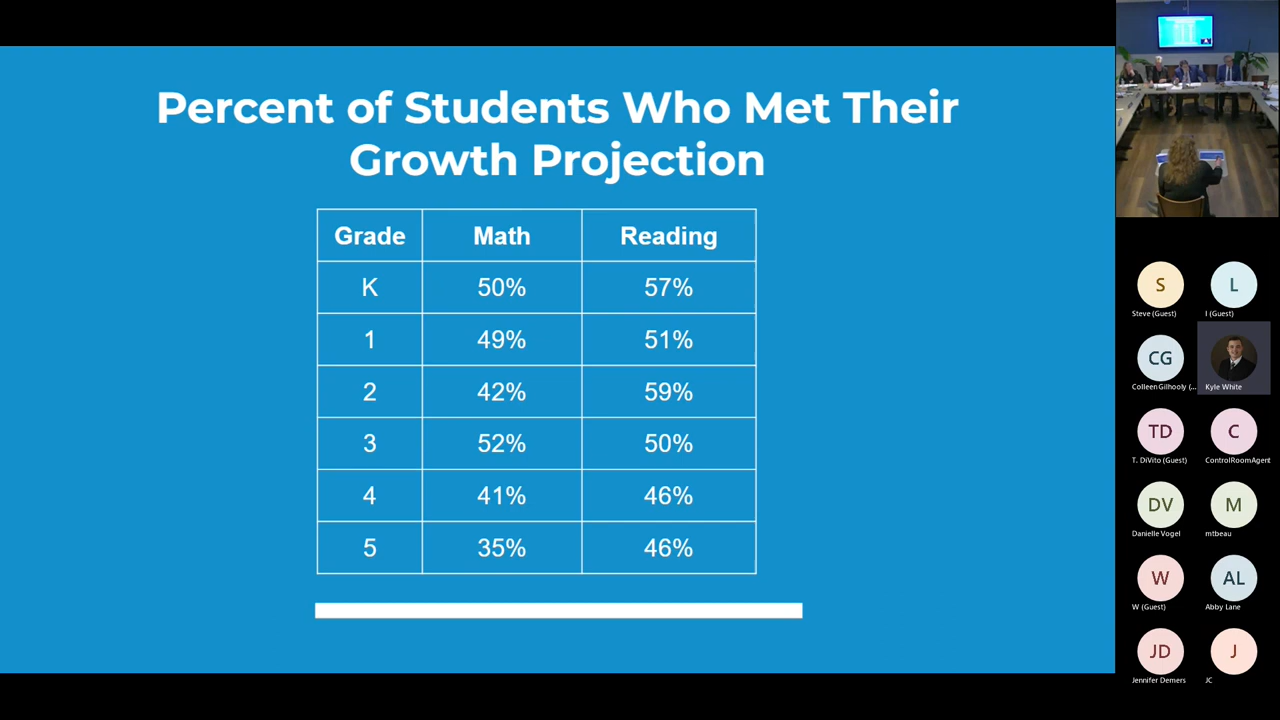 Percent of Students Who Met Their
Growth Projection
Grade Math Reading
K 50% 57%
1 49% 51%
2 42% 59%
3 52% 50%
4 41% 46%
5 35% 46%
S L
Steve (Guest) I (Guest)
CG
Colleen Gilhooly (... Kyle White
TD C
T. DiVito (Guest) ControlRoomAgent
DV M
Danielle Vogel mtbeau
W AL
W (Guest) Abby Lane
JD J
Jennifer Demers JC